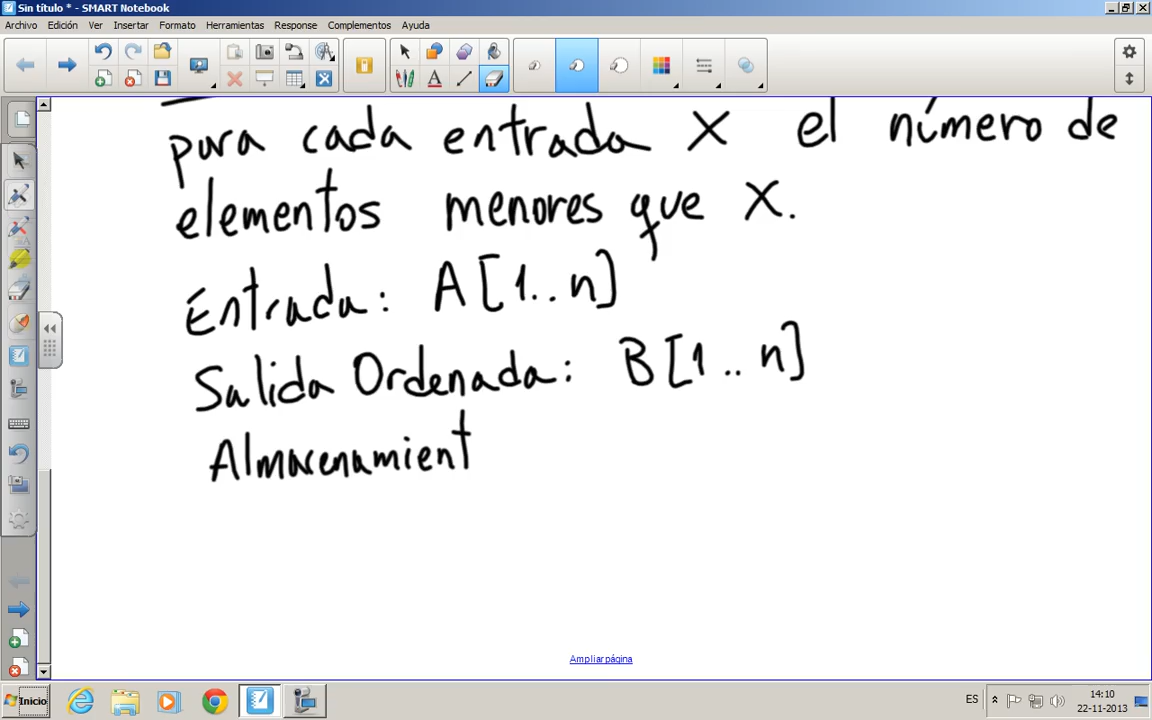 Sin título * - SMART Notebook
Archivo Edición Ver Insertar Formato Herramientas Response Complementos Ayuda
para cada entrada X el número de
elementos menores que X.
Entrada: A[1..n]
Salida Ordenada: B[1..n]
Almacenamient
Ampliar página
Inicio
ES
14:10
22-11-2013